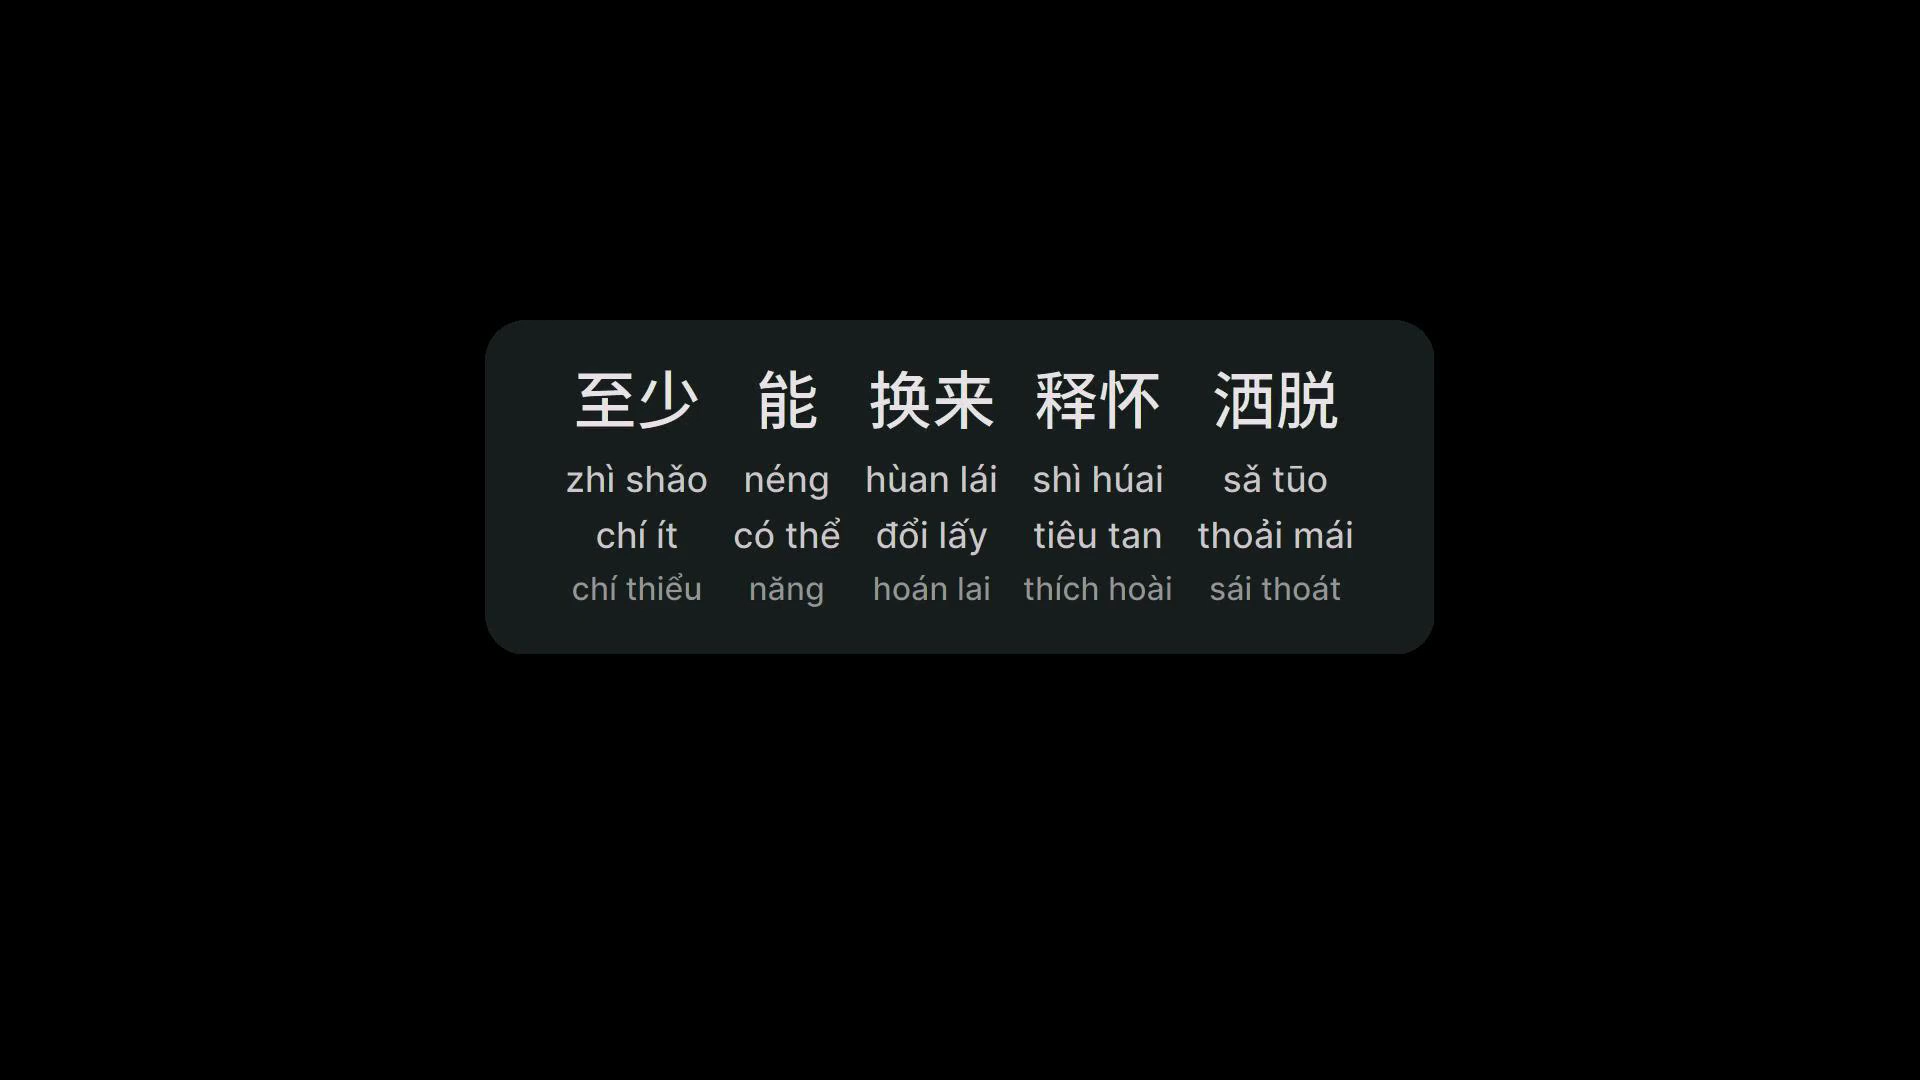 至少 能 换来 释怀 洒脱
zhì shǎo néng hùan lái shì húai sǎ tūo
chí ít có thể đổi lấy tiêu tan thoải mái
chí thiểu năng hoán lai thích hoài sái thoát